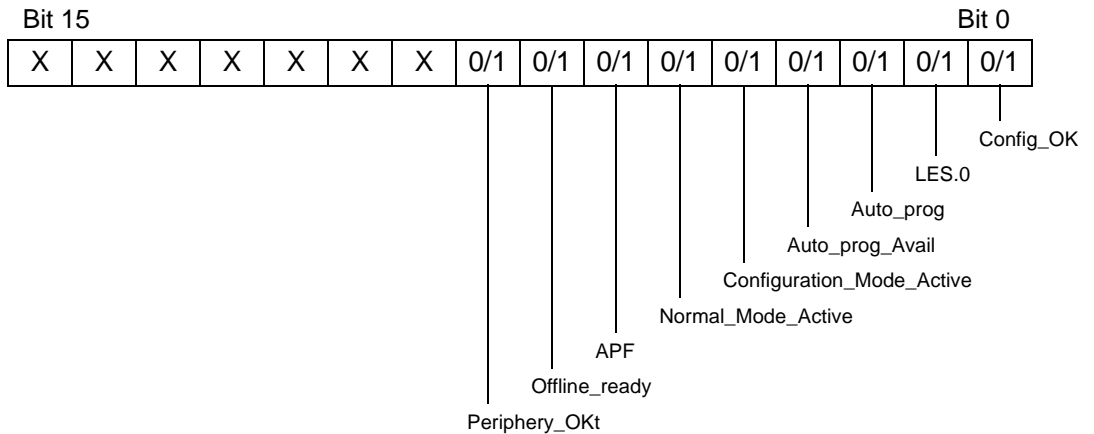 Bit 15 Bit 0
X X X X X X X 0/1 0/1 0/1 0/1 0/1 0/1 0/1 0/1 0/1
Config_OK
LES.0
Auto_prog
Auto_prog_Avail
Configuration_Mode_Active
Normal_Mode_Active
APF
Offline_ready
Periphery_OKt